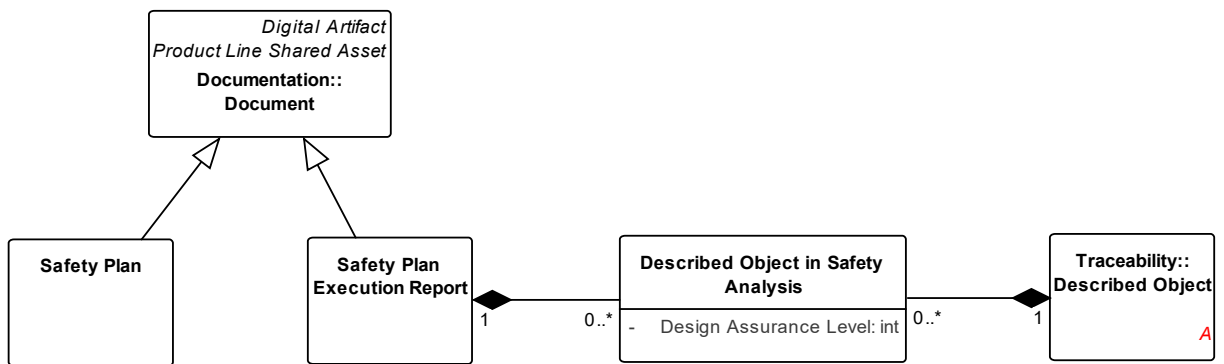 Digital Artifact
Product Line Shared Asset
Documentation::
Document
Safety Plan
Safety Plan
Execution Report
1
0..*
Described Object in Safety
Analysis
- Design Assurance Level: int
0..*
1
Traceability::
Described Object
A